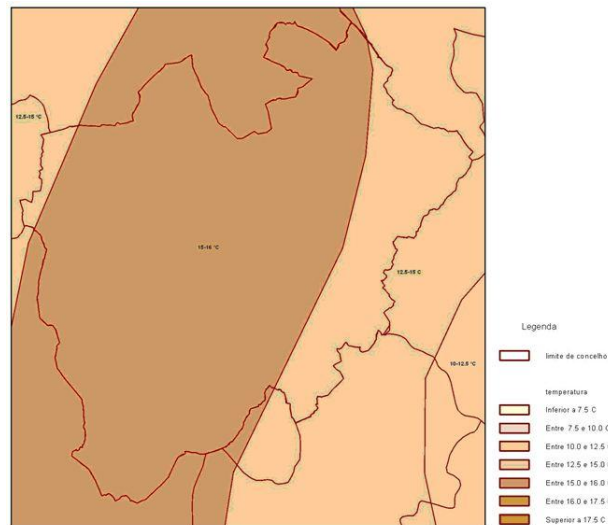 12.5-15 °C
15-16 °C
12.5-15 C
10-12.5 °C
Legenda
limite de concelho
temperatura
Inferior a 7.5 C
Entre 7.5 e 10.0 C
Entre 10.0 e 12.5
Entre 12.5 e 15.0
Entre 15.0 e 16.0
Entre 16.0 e 17.5
Superior a 17.5 C